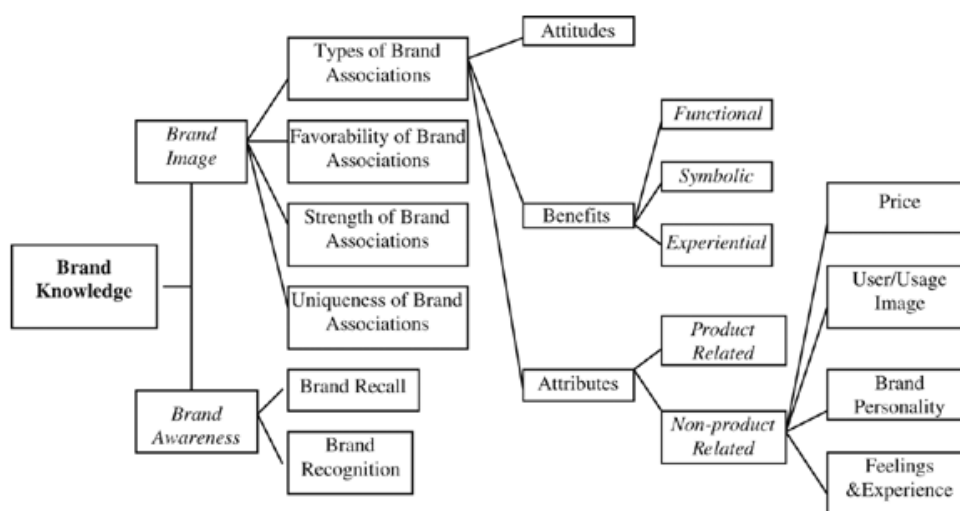 Types of Brand
Associations
Attitudes
Brand
Image
Favorability of Brand
Associations
Functional
Symbolic
Strength of Brand
Associations
Benefits
Price
Experiential
Brand
Knowledge
User/Usage
Image
Uniqueness of Brand
Associations
Product
Related
Attributes
Brand Recall
Brand
Awareness
Brand
Personality
Non-product
Related
Brand
Recognition
Feelings
&Experience